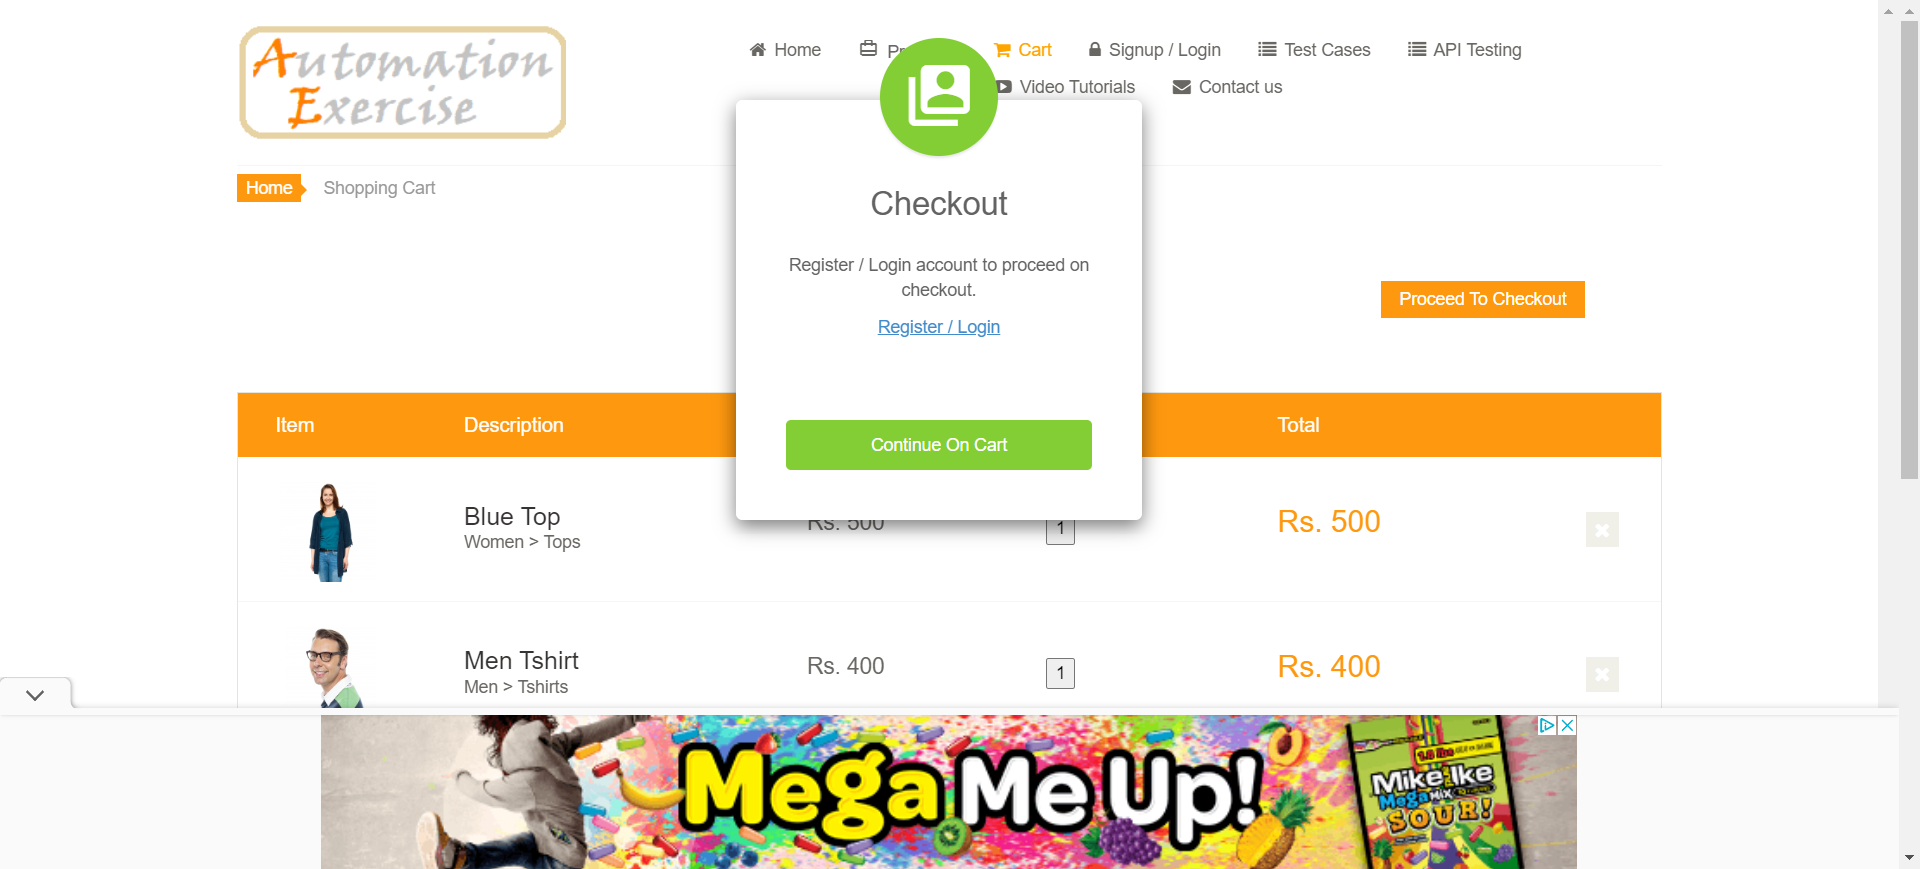 Automation
Exercise
Home
Cart
Signup / Login
Test Cases
API Testing
Video Tutorials
Contact us
Home
Shopping Cart
Checkout
Register / Login account to proceed on
checkout.
Register / Login
Continue On Cart
Proceed To Checkout
Item
Description
Total
Blue Top
Women > Tops
Rs. 500
1
Rs. 500
Men Tshirt
Men > Tshirts
Rs. 400
1
Rs. 400
Mega Me Up!
1.8 lbs
Mike and Ike
Mega Mix
SOUR!